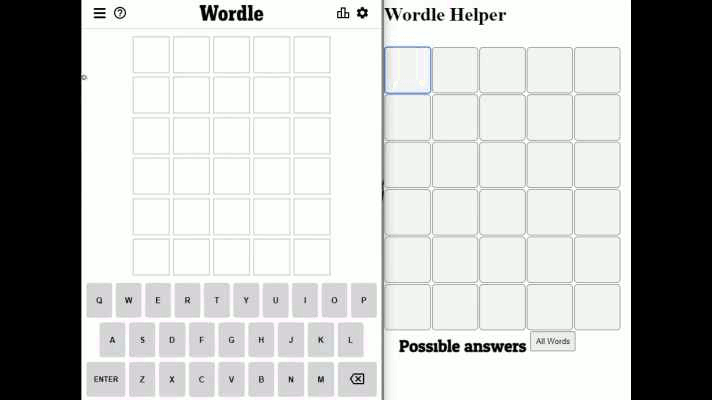 Wordle
Wordle Helper
Q W E R T Y U I O P
A S D F G H J K L
ENTER Z X C V B N M
Possible answers
All Words